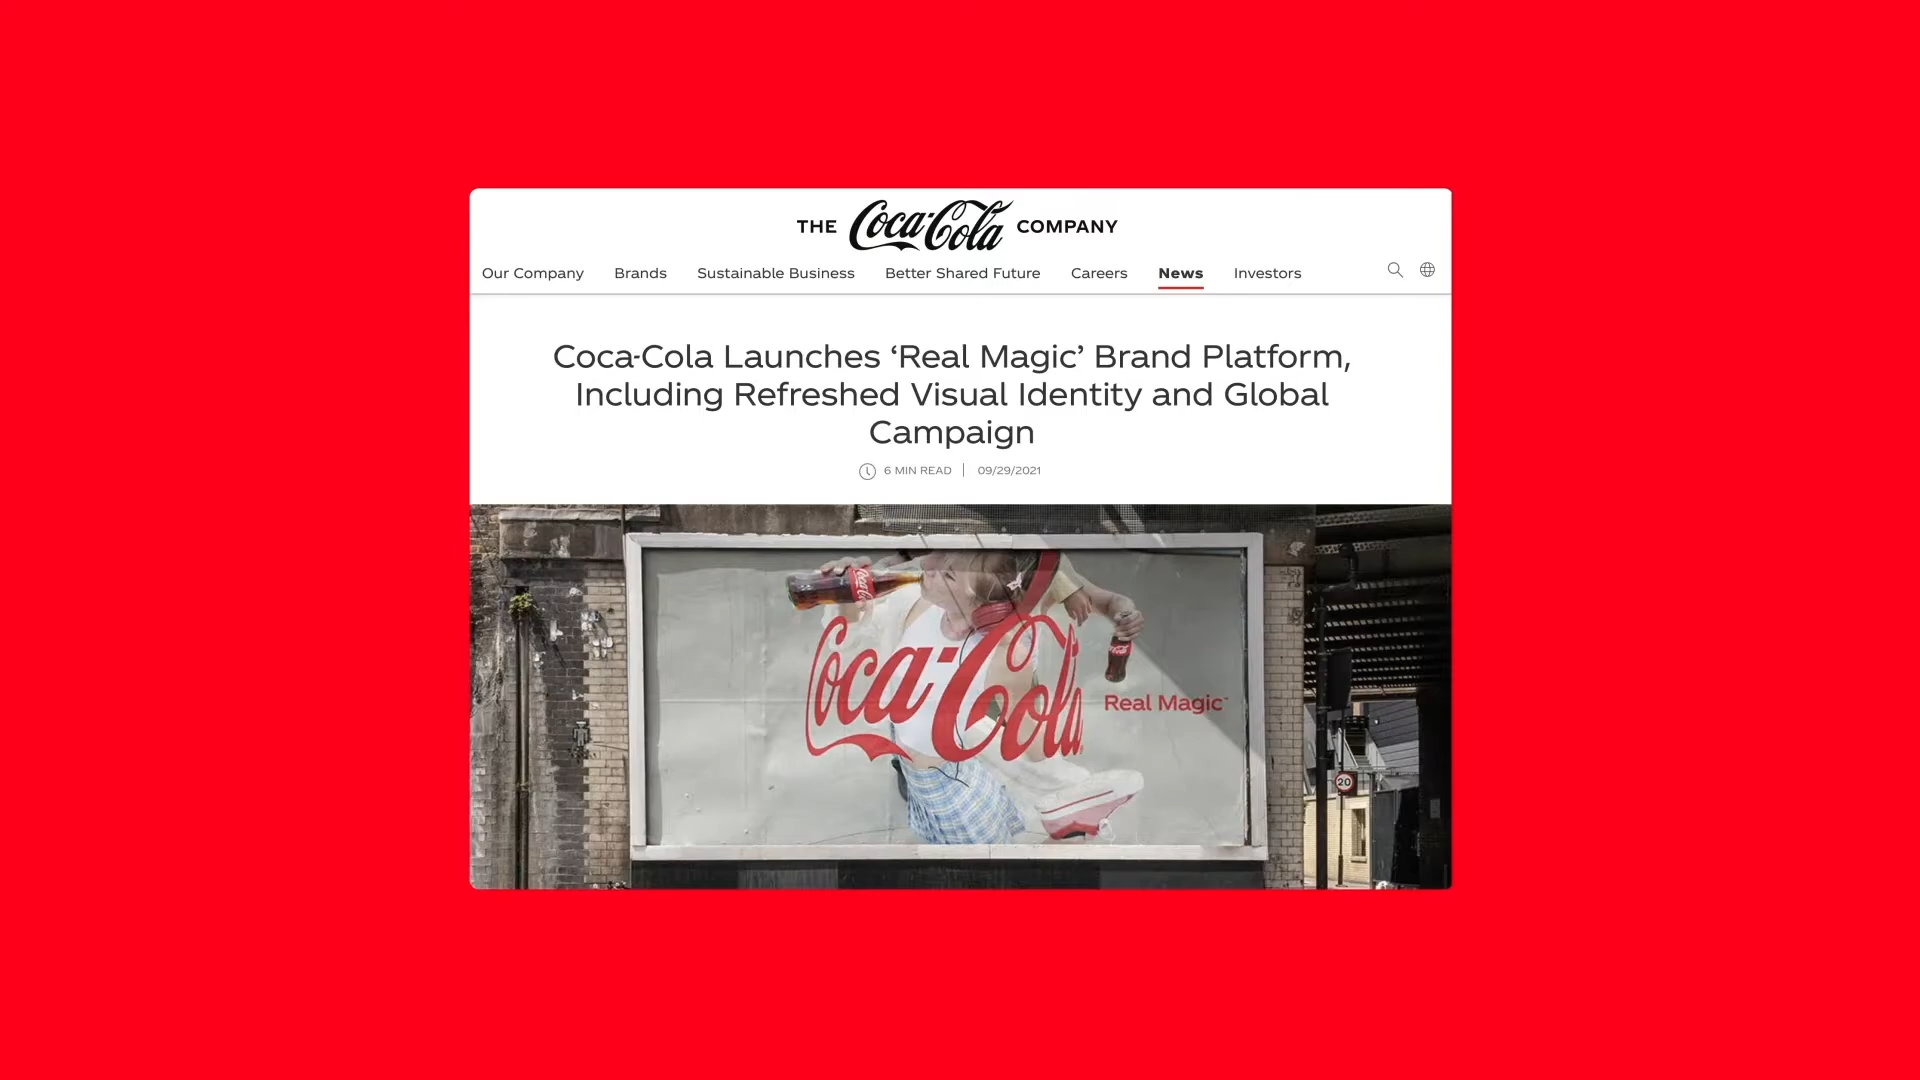 THE Coca-Cola COMPANY
Our Company Brands Sustainable Business Better Shared Future Careers News Investors
Coca-Cola Launches ‘Real Magic’ Brand Platform,
Including Refreshed Visual Identity and Global
Campaign
6 MIN READ | 09/29/2021
Coca-Cola
Real Magic™
20